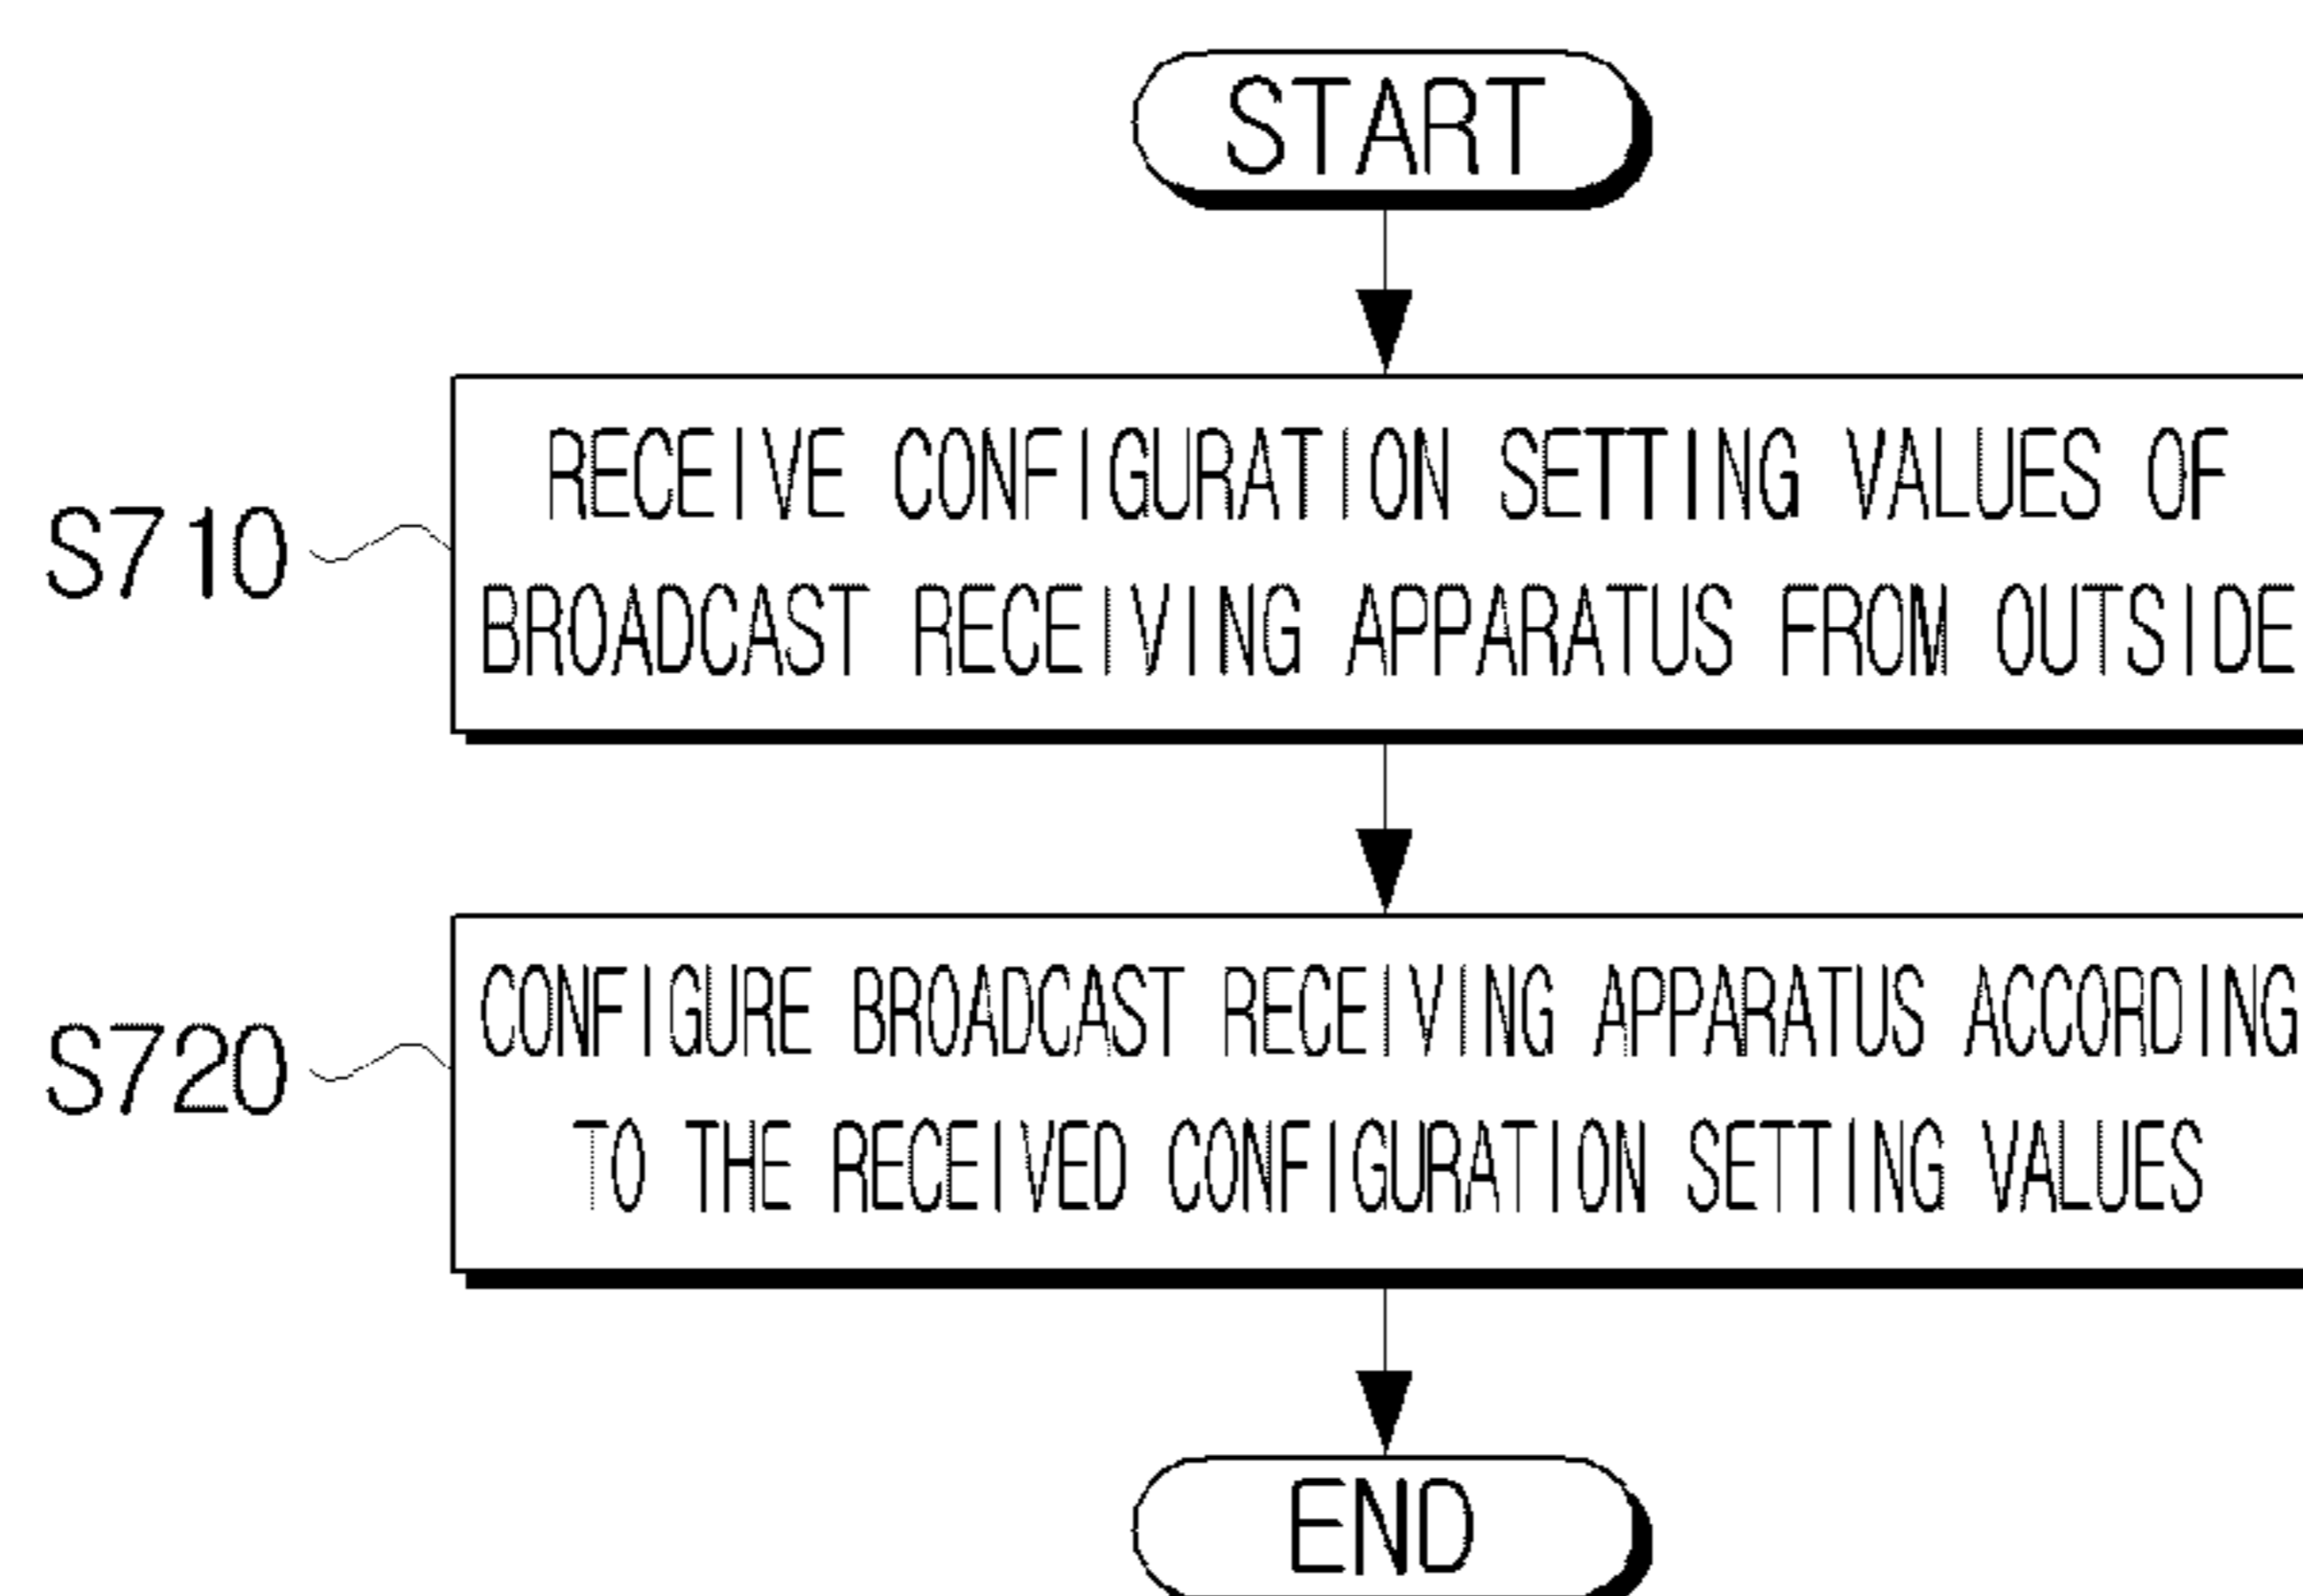 START
S710
RECEIVE CONFIGURATION SETTING VALUES OF
BROADCAST RECEIVING APPARATUS FROM OUTSIDE
S720
CONFIGURE BROADCAST RECEIVING APPARATUS ACCORDING
TO THE RECEIVED CONFIGURATION SETTING VALUES
END